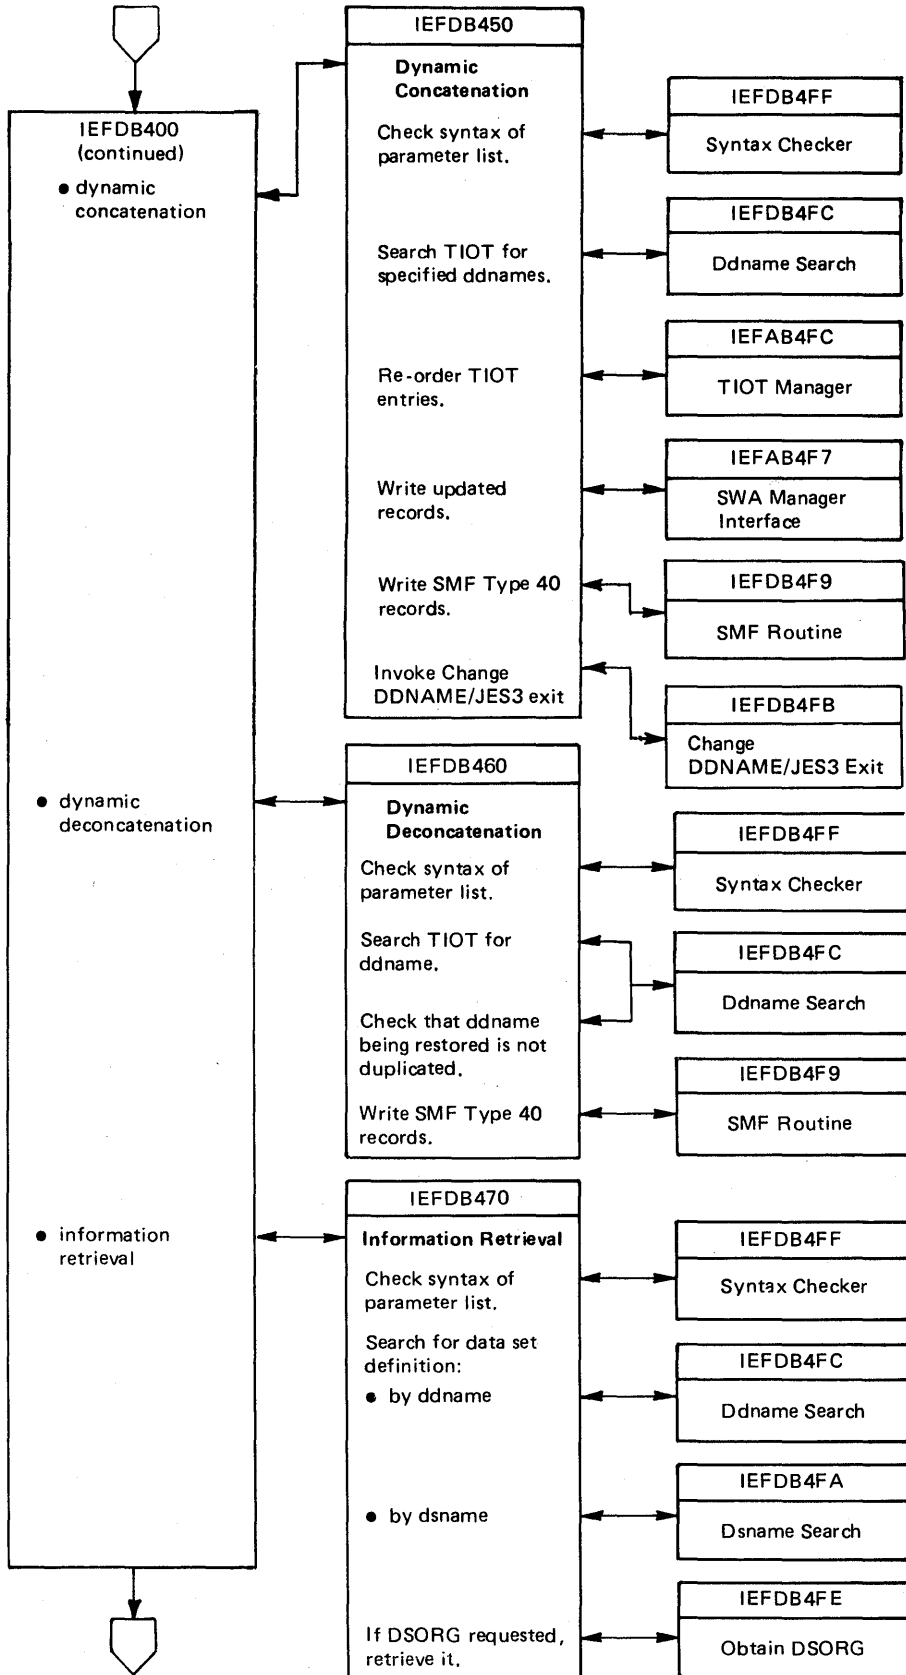 IEFDB400
(continued)
● dynamic
concatenation
● dynamic
deconcatenation
● information
retrieval
IEFDB450
Dynamic
Concatenation
Check syntax of
parameter list.
Search TIOT for
specified ddnames.
Re-order TIOT
entries.
Write updated
records.
Write SMF Type 40
records.
Invoke Change
DDNAME/JES3 exit
IEFDB4FF
Syntax Checker
IEFDB4FC
Ddname Search
IEFAB4FC
TIOT Manager
IEFAB4F7
SWA Manager
Interface
IEFDB4F9
SMF Routine
IEFDB4FB
Change
DDNAME/JES3 Exit
IEFDB460
Dynamic
Deconcatenation
Check syntax of
parameter list.
Search TIOT for
ddname.
Check that ddname
being restored is not
duplicated.
Write SMF Type 40
records.
IEFDB4FF
Syntax Checker
IEFDB4FC
Ddname Search
IEFDB4F9
SMF Routine
IEFDB470
Information Retrieval
Check syntax of
parameter list.
Search for data set
definition:
● by ddname
● by dsname
If DSORG requested,
retrieve it.
IEFDB4FF
Syntax Checker
IEFDB4FC
Ddname Search
IEFDB4FA
Dsname Search
IEFDB4FE
Obtain DSORG